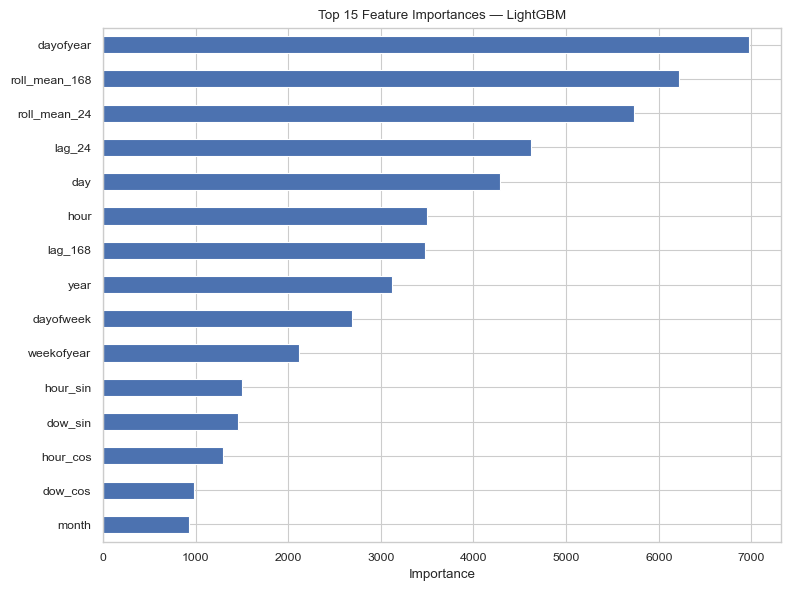 Top 15 Feature Importances — LightGBM
dayofyear
roll_mean_168
roll_mean_24
lag_24
day
hour
lag_168
year
dayofweek
weekofyear
hour_sin
dow_sin
hour_cos
dow_cos
month
0 1000 2000 3000 4000 5000 6000 7000
Importance